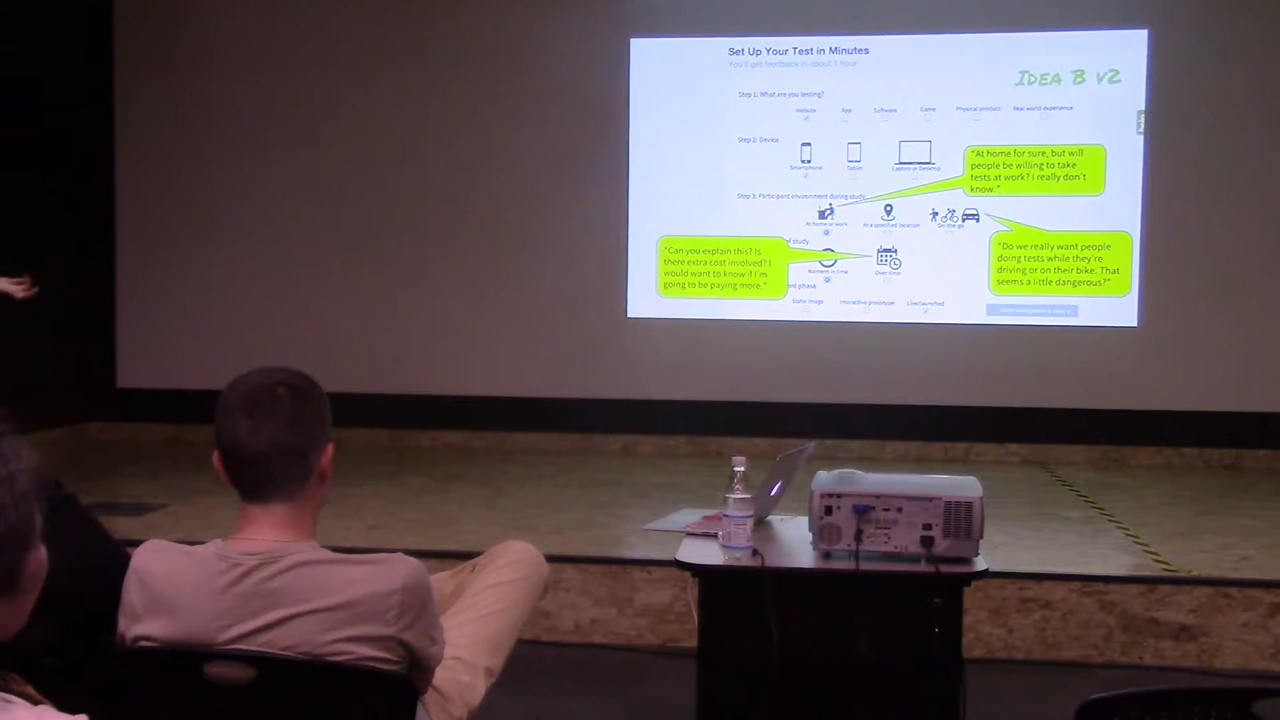 Set Up Your Test in Minutes
You'll get feedback in about 1 hour
IDEA B V2
Step 1: What are you testing?
Website App Software Game Physical product Real world experience
Step 2: Device
Smartphone Tablet Laptop or Desktop
"At home for sure, but will
people be willing to take
tests at work? I really don't
know."
Step 3: Participant environment during study
At home or work At a specified location On the go
of study
"Can you explain this? Is
there extra cost involved? I
would want to know if I'm
going to be paying more."
"Do we really want people
doing tests while they're
driving or on their bike. That
seems a little dangerous?"
Moment in time Over time
ent phase
Static image Interactive prototype Live/launched